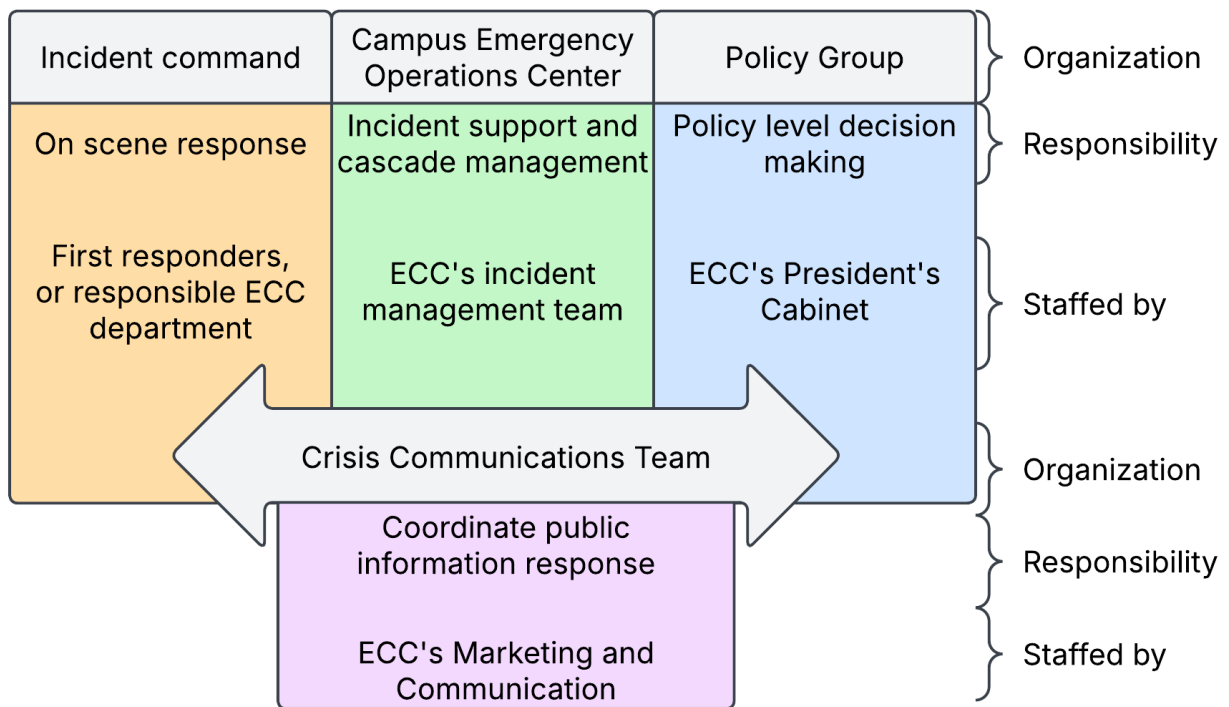 Incident command
Campus Emergency
Operations Center
Policy Group
Organization
On scene response
Incident support and
cascade management
Policy level decision
making
Responsibility
First responders,
or responsible ECC
department
ECC's incident
management team
ECC's President's
Cabinet
Staffed by
Crisis Communications Team
Organization
Coordinate public
information response
Responsibility
ECC's Marketing and
Communication
Staffed by